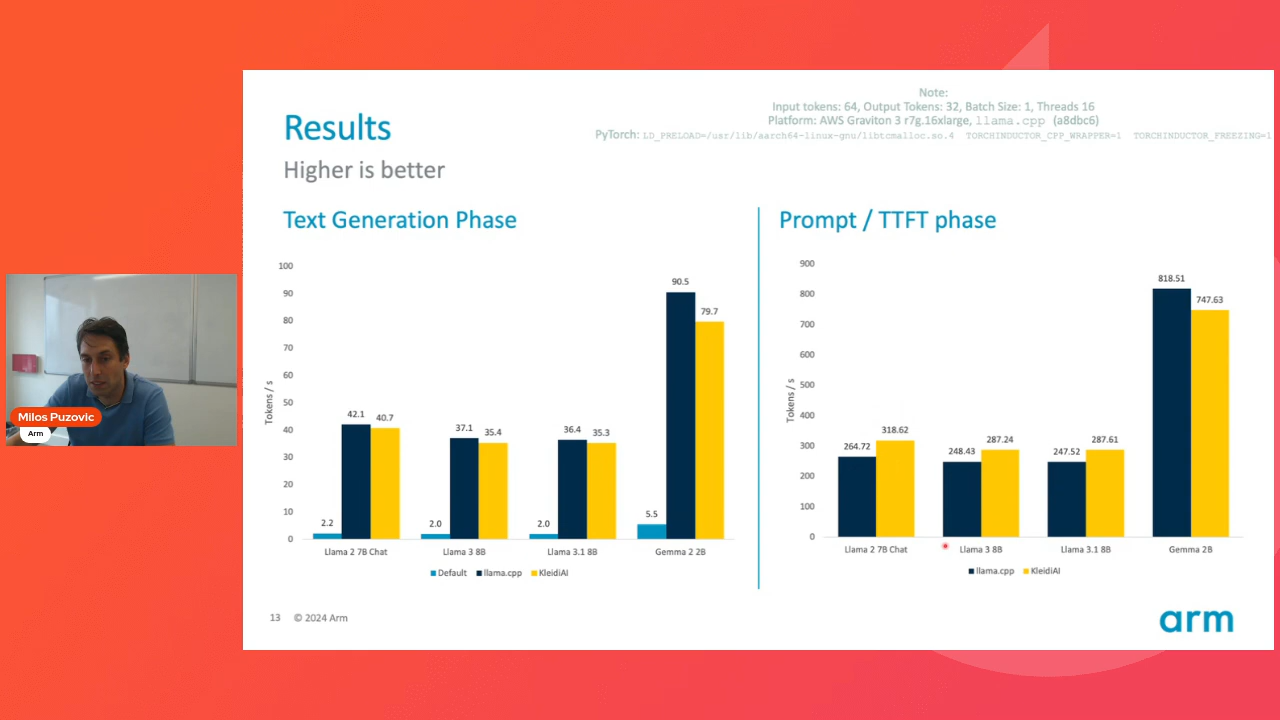 Note:
Input tokens: 64, Output Tokens: 32, Batch Size: 1, Threads 16
Platform: AWS Graviton 3 r7g.16xlarge, llama.cpp (a8dbc6)
PyTorch: LD_PRELOAD=/usr/lib/aarch64-linux-gnu/libtcmalloc.so.4 TORCHINDUCTOR_CPP_WRAPPER=1 TORCHINDUCTOR_FREEZING=1
Results
Higher is better
Text Generation Phase
Tokens / s
100
90
80
70
60
50
40
30
20
10
0
2.2
42.1
40.7
2.0
37.1
35.4
2.0
36.4
35.3
5.5
90.5
79.7
Llama 2 7B Chat
Llama 3 8B
Llama 3.1 8B
Gemma 2 2B
Default
llama.cpp
KleidiAI
Prompt / TTFT phase
Tokens / s
900
800
700
600
500
400
300
200
100
0
264.72
318.62
248.43
287.24
247.52
287.61
818.51
747.63
Llama 2 7B Chat
Llama 3 8B
Llama 3.1 8B
Gemma 2B
llama.cpp
KleidiAI
13 © 2024 Arm
arm
Milos Puzovic
Arm